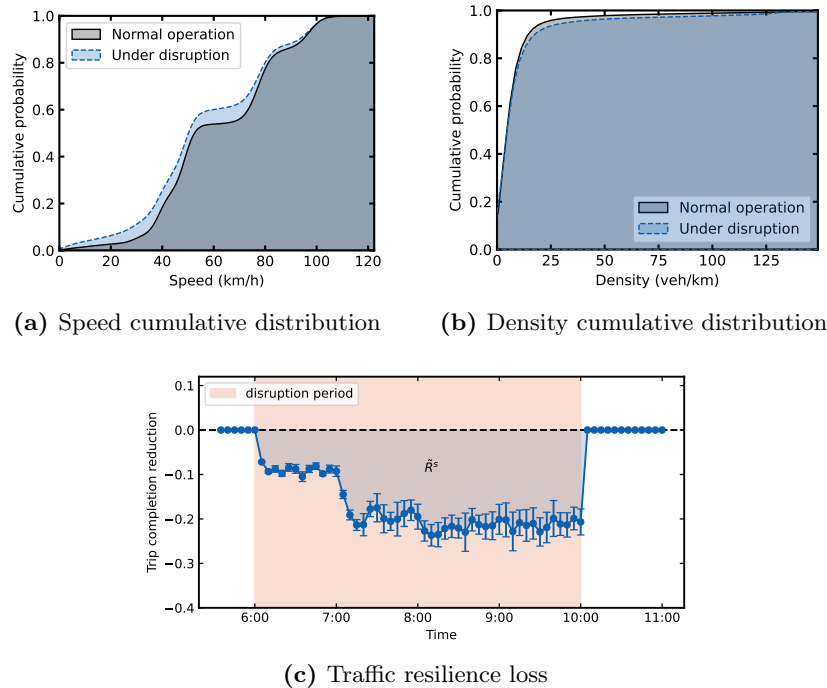 1.0
0.8
0.6
0.4
0.2
0.0
Cumulative probability
Normal operation
Under disruption
0 20 40 60 80 100 120
Speed (km/h)
(a) Speed cumulative distribution
1.0
0.8
0.6
0.4
0.2
0.0
Cumulative probability
Normal operation
Under disruption
0 25 50 75 100 125
Density (veh/km)
(b) Density cumulative distribution
0.1
0.0
−0.1
−0.2
−0.3
−0.4
Trip completion reduction
disruption period
R̃ˢ
6:00 7:00 8:00 9:00 10:00 11:00
Time
(c) Traffic resilience loss